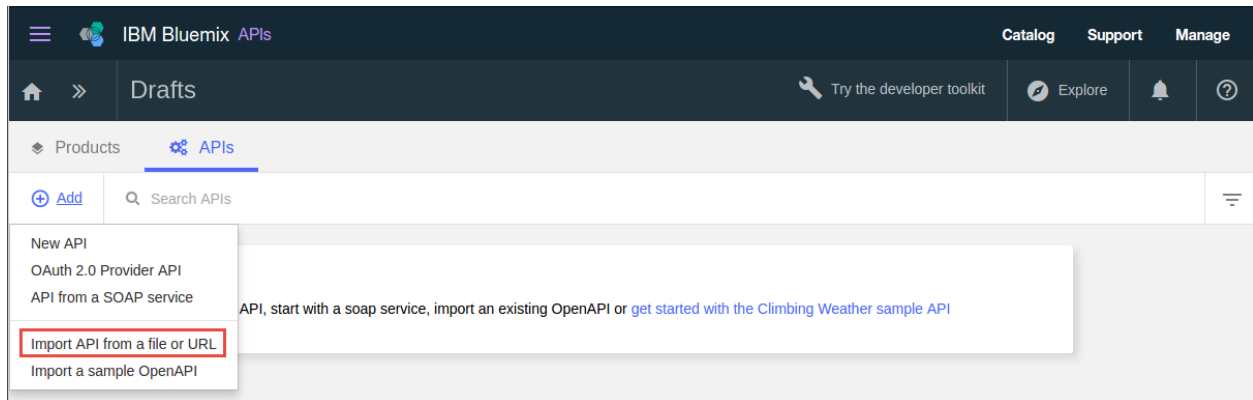 IBM Bluemix APIs Catalog Support Manage
Drafts Try the developer toolkit Explore
Products APIs
Add Search APIs
New API
OAuth 2.0 Provider API
API from a SOAP service
API, start with a soap service, import an existing OpenAPI or get started with the Climbing Weather sample API
Import API from a file or URL
Import a sample OpenAPI